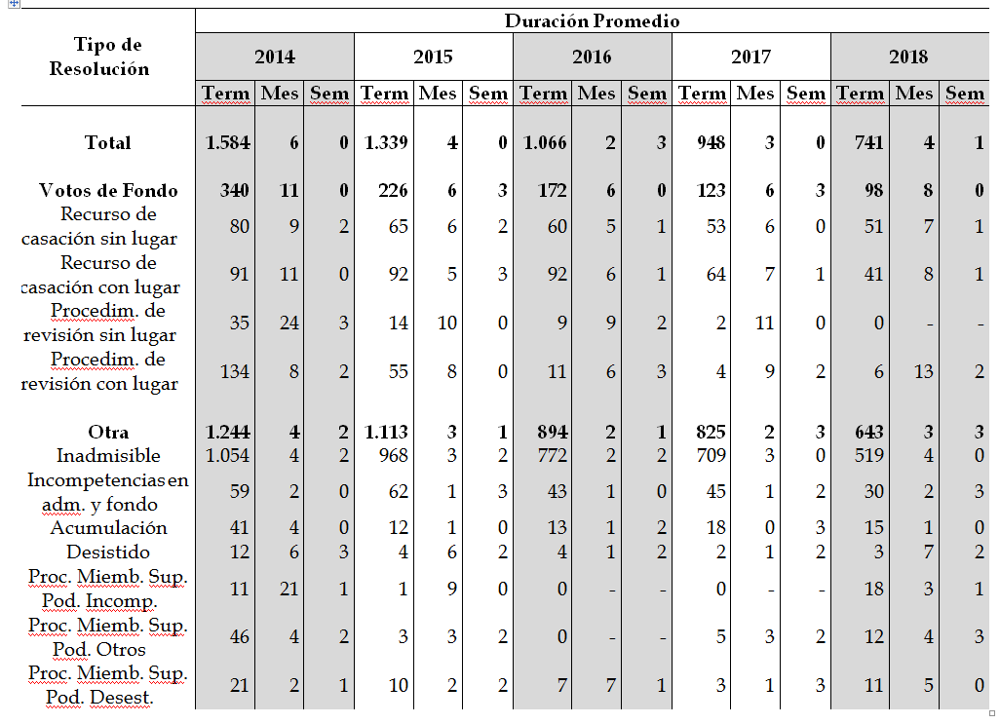 Duración Promedio
Tipo de Resolución 2014 2015 2016 2017 2018
Term Mes Sem Term Mes Sem Term Mes Sem Term Mes Sem Term Mes Sem
Total 1.584 6 0 1.339 4 0 1.066 2 3 948 3 0 741 4 1
Votos de Fondo 340 11 0 226 6 3 172 6 0 123 6 3 98 8 0
Recurso de casación sin lugar 80 9 2 65 6 2 60 5 1 53 6 0 51 7 1
Recurso de casación con lugar 91 11 0 92 5 3 92 6 1 64 7 1 41 8 1
Procedim. de revisión sin lugar 35 24 3 14 10 0 9 9 2 2 11 0 0 - -
Procedim. de revisión con lugar 134 8 2 55 8 0 11 6 3 4 9 2 6 13 2
Otra 1.244 4 2 1.113 3 1 894 2 1 825 2 3 643 3 3
Inadmisible 1.054 4 2 968 3 2 772 2 2 709 3 0 519 4 0
Incompetencias en adm. y fondo 59 2 0 62 1 3 43 1 0 45 1 2 30 2 3
Acumulación 41 4 0 12 1 0 13 1 2 18 0 3 15 1 0
Desistido 12 6 3 4 6 2 4 1 2 2 1 2 3 7 2
Proc. Miemb. Sup. Pod. Incomp. 11 21 1 1 9 0 0 - - 0 - - 18 3 1
Proc. Miemb. Sup. Pod. Otros 46 4 2 3 3 2 0 - - 5 3 2 12 4 3
Proc. Miemb. Sup. Pod. Desest. 21 2 1 10 2 2 7 7 1 3 1 3 11 5 0